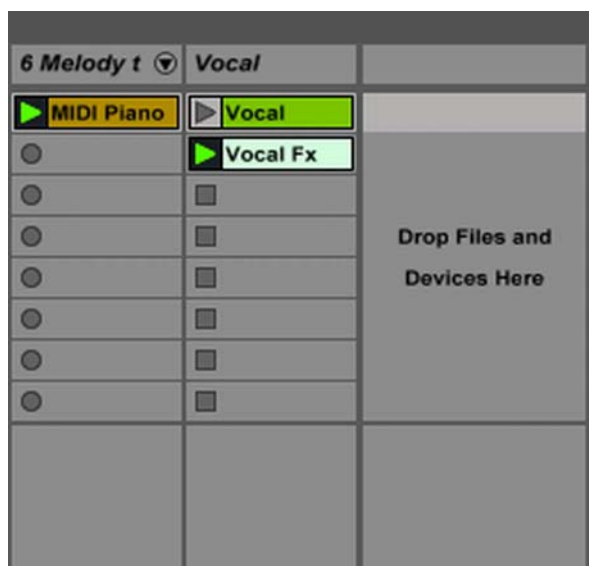 6 Melody t
Vocal
MIDI Piano
Vocal
Vocal Fx
Drop Files and
Devices Here